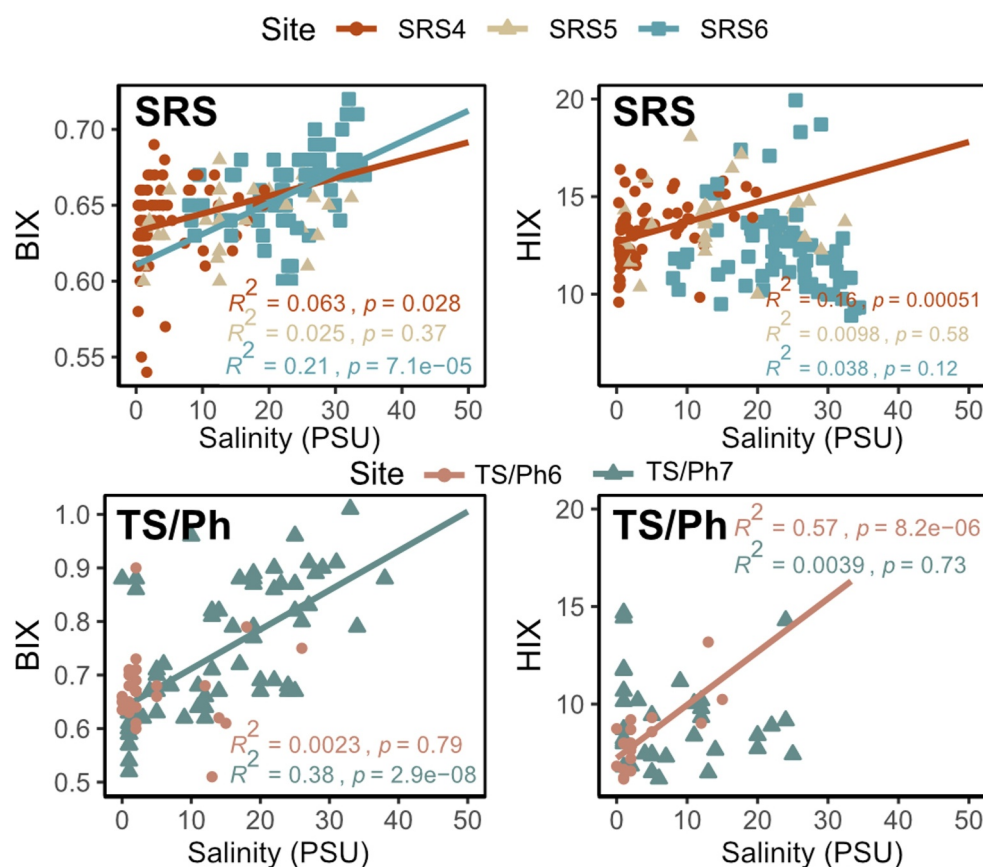 Site SRS4 SRS5 SRS6
SRS
BIX
0.70
0.65
0.60
0.55
R² = 0.063, p = 0.028
R² = 0.025, p = 0.37
R² = 0.21, p = 7.1e−05
0 10 20 30 40 50
Salinity (PSU)
SRS
HIX
20
15
10
R² = 0.16, p = 0.00051
R² = 0.0098, p = 0.58
R² = 0.038, p = 0.12
0 10 20 30 40 50
Salinity (PSU)
Site TS/Ph6 TS/Ph7
TS/Ph
BIX
1.0
0.9
0.8
0.7
0.6
0.5
R² = 0.0023, p = 0.79
R² = 0.38, p = 2.9e−08
0 10 20 30 40 50
Salinity (PSU)
TS/Ph
HIX
20
15
10
R² = 0.57, p = 8.2e−06
R² = 0.0039, p = 0.73
0 10 20 30 40 50
Salinity (PSU)